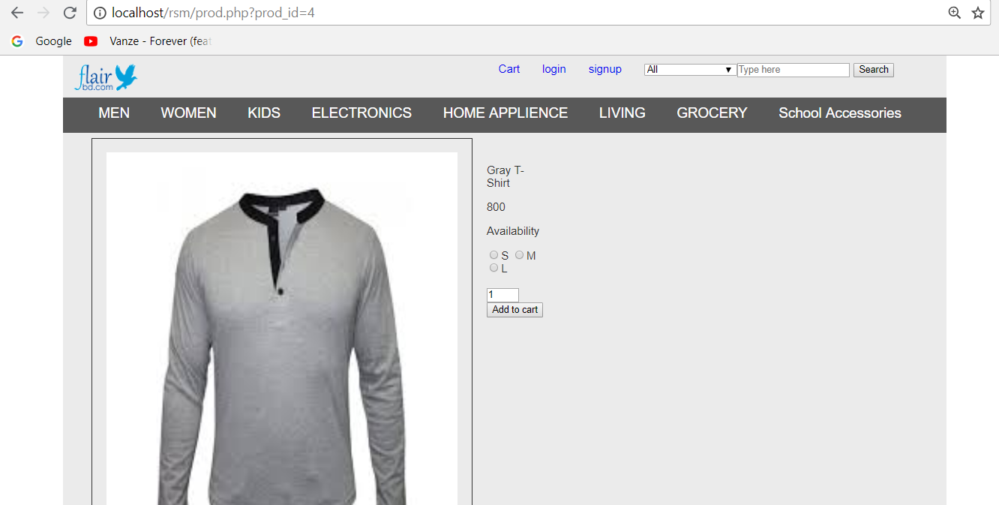 localhost/rsm/prod.php?prod_id=4
Google Vanze - Forever (feat
flair
bd.com
Cart login signup All Type here Search
MEN WOMEN KIDS ELECTRONICS HOME APPLIENCE LIVING GROCERY School Accessories
Gray T-
Shirt
800
Availability
S M
L
1
Add to cart